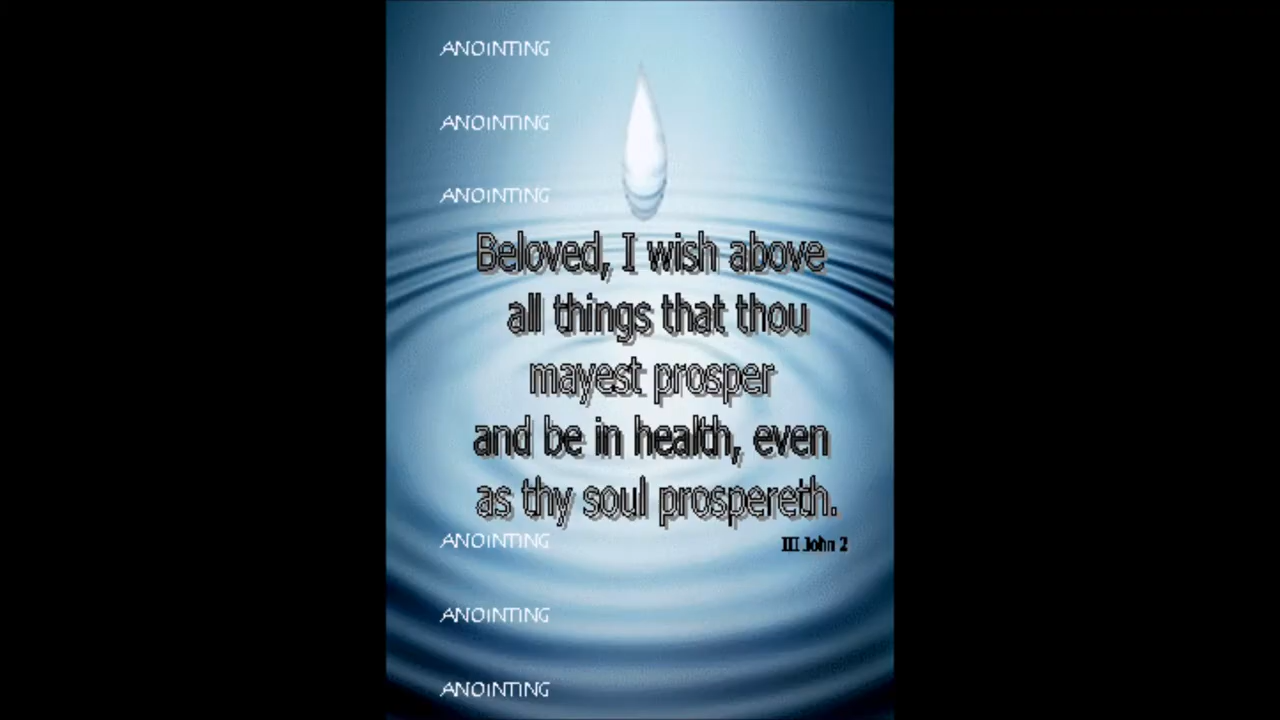 ANOINTING
ANOINTING
ANOINTING
Beloved, I wish above
all things that thou
mayest prosper
and be in health, even
as thy soul prospereth.
ANOINTING
III John 2
ANOINTING
ANOINTING